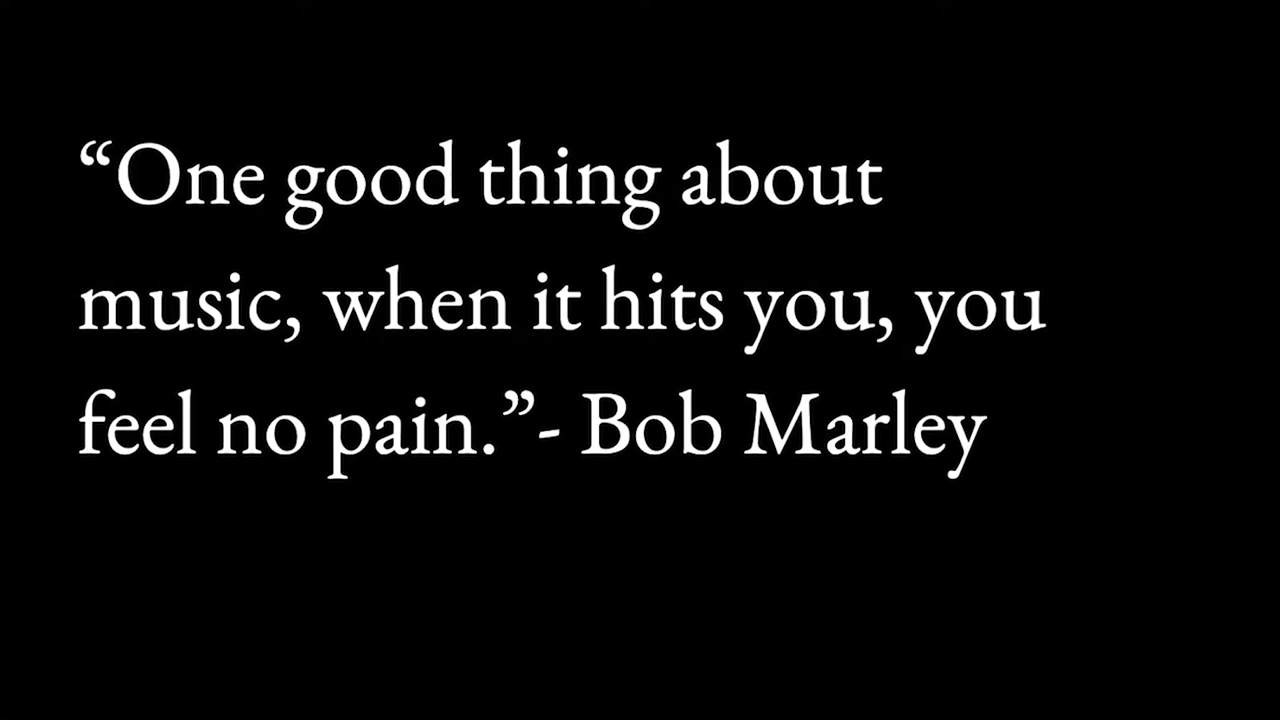 “One good thing about
music, when it hits you, you
feel no pain.”- Bob Marley